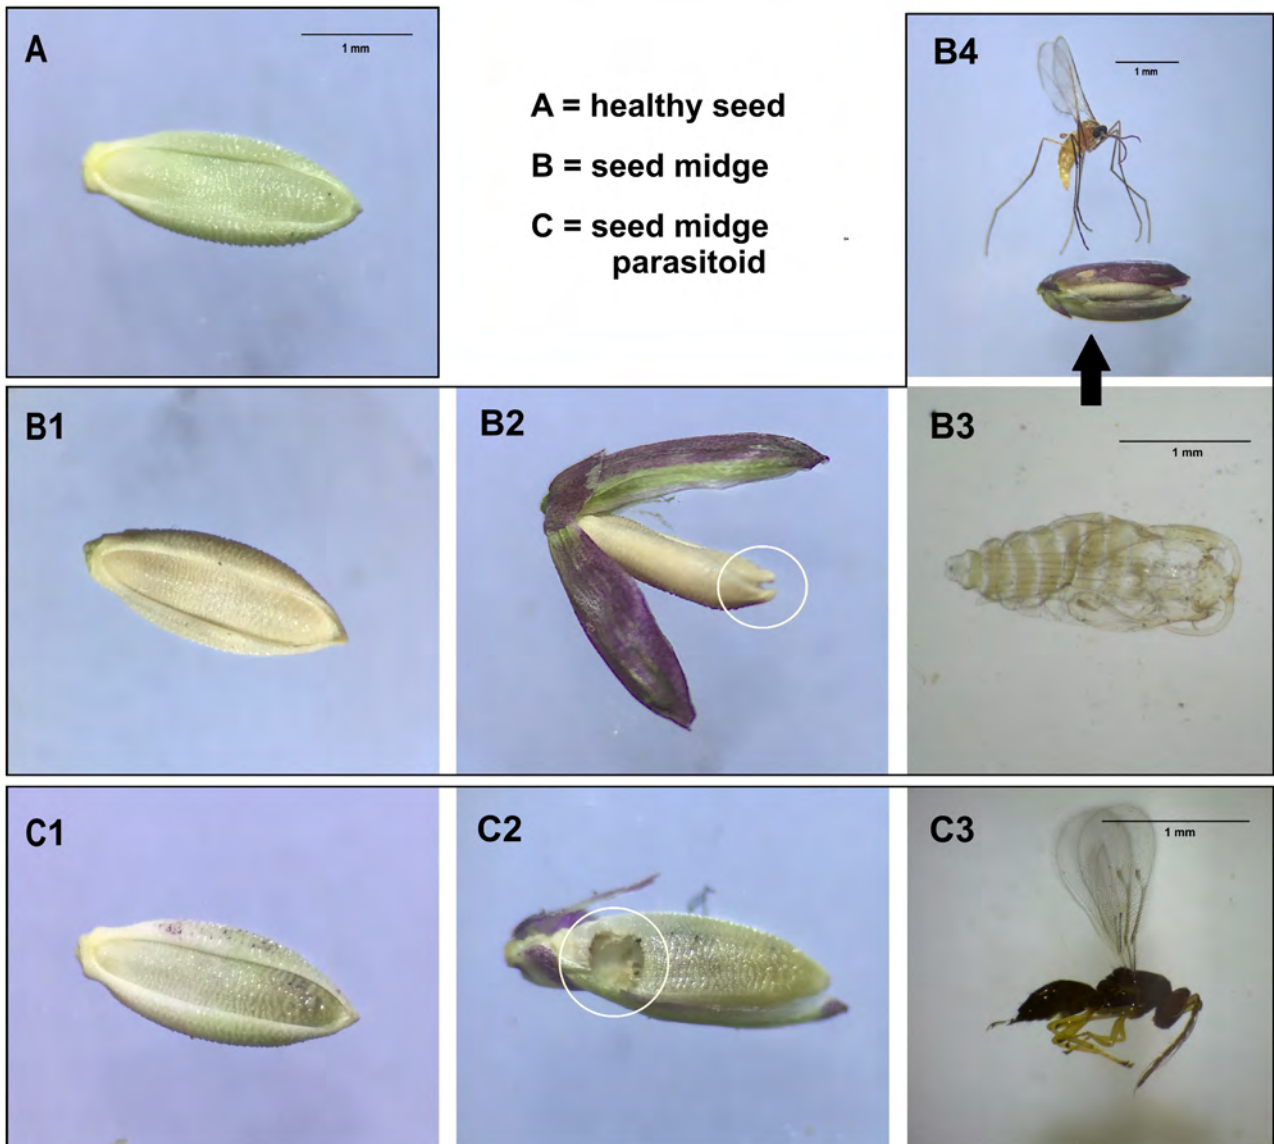 A
1 mm
A = healthy seed
B = seed midge
C = seed midge
parasitoid
B4
1 mm
B1
B2
B3
1 mm
C1
C2
C3
1 mm